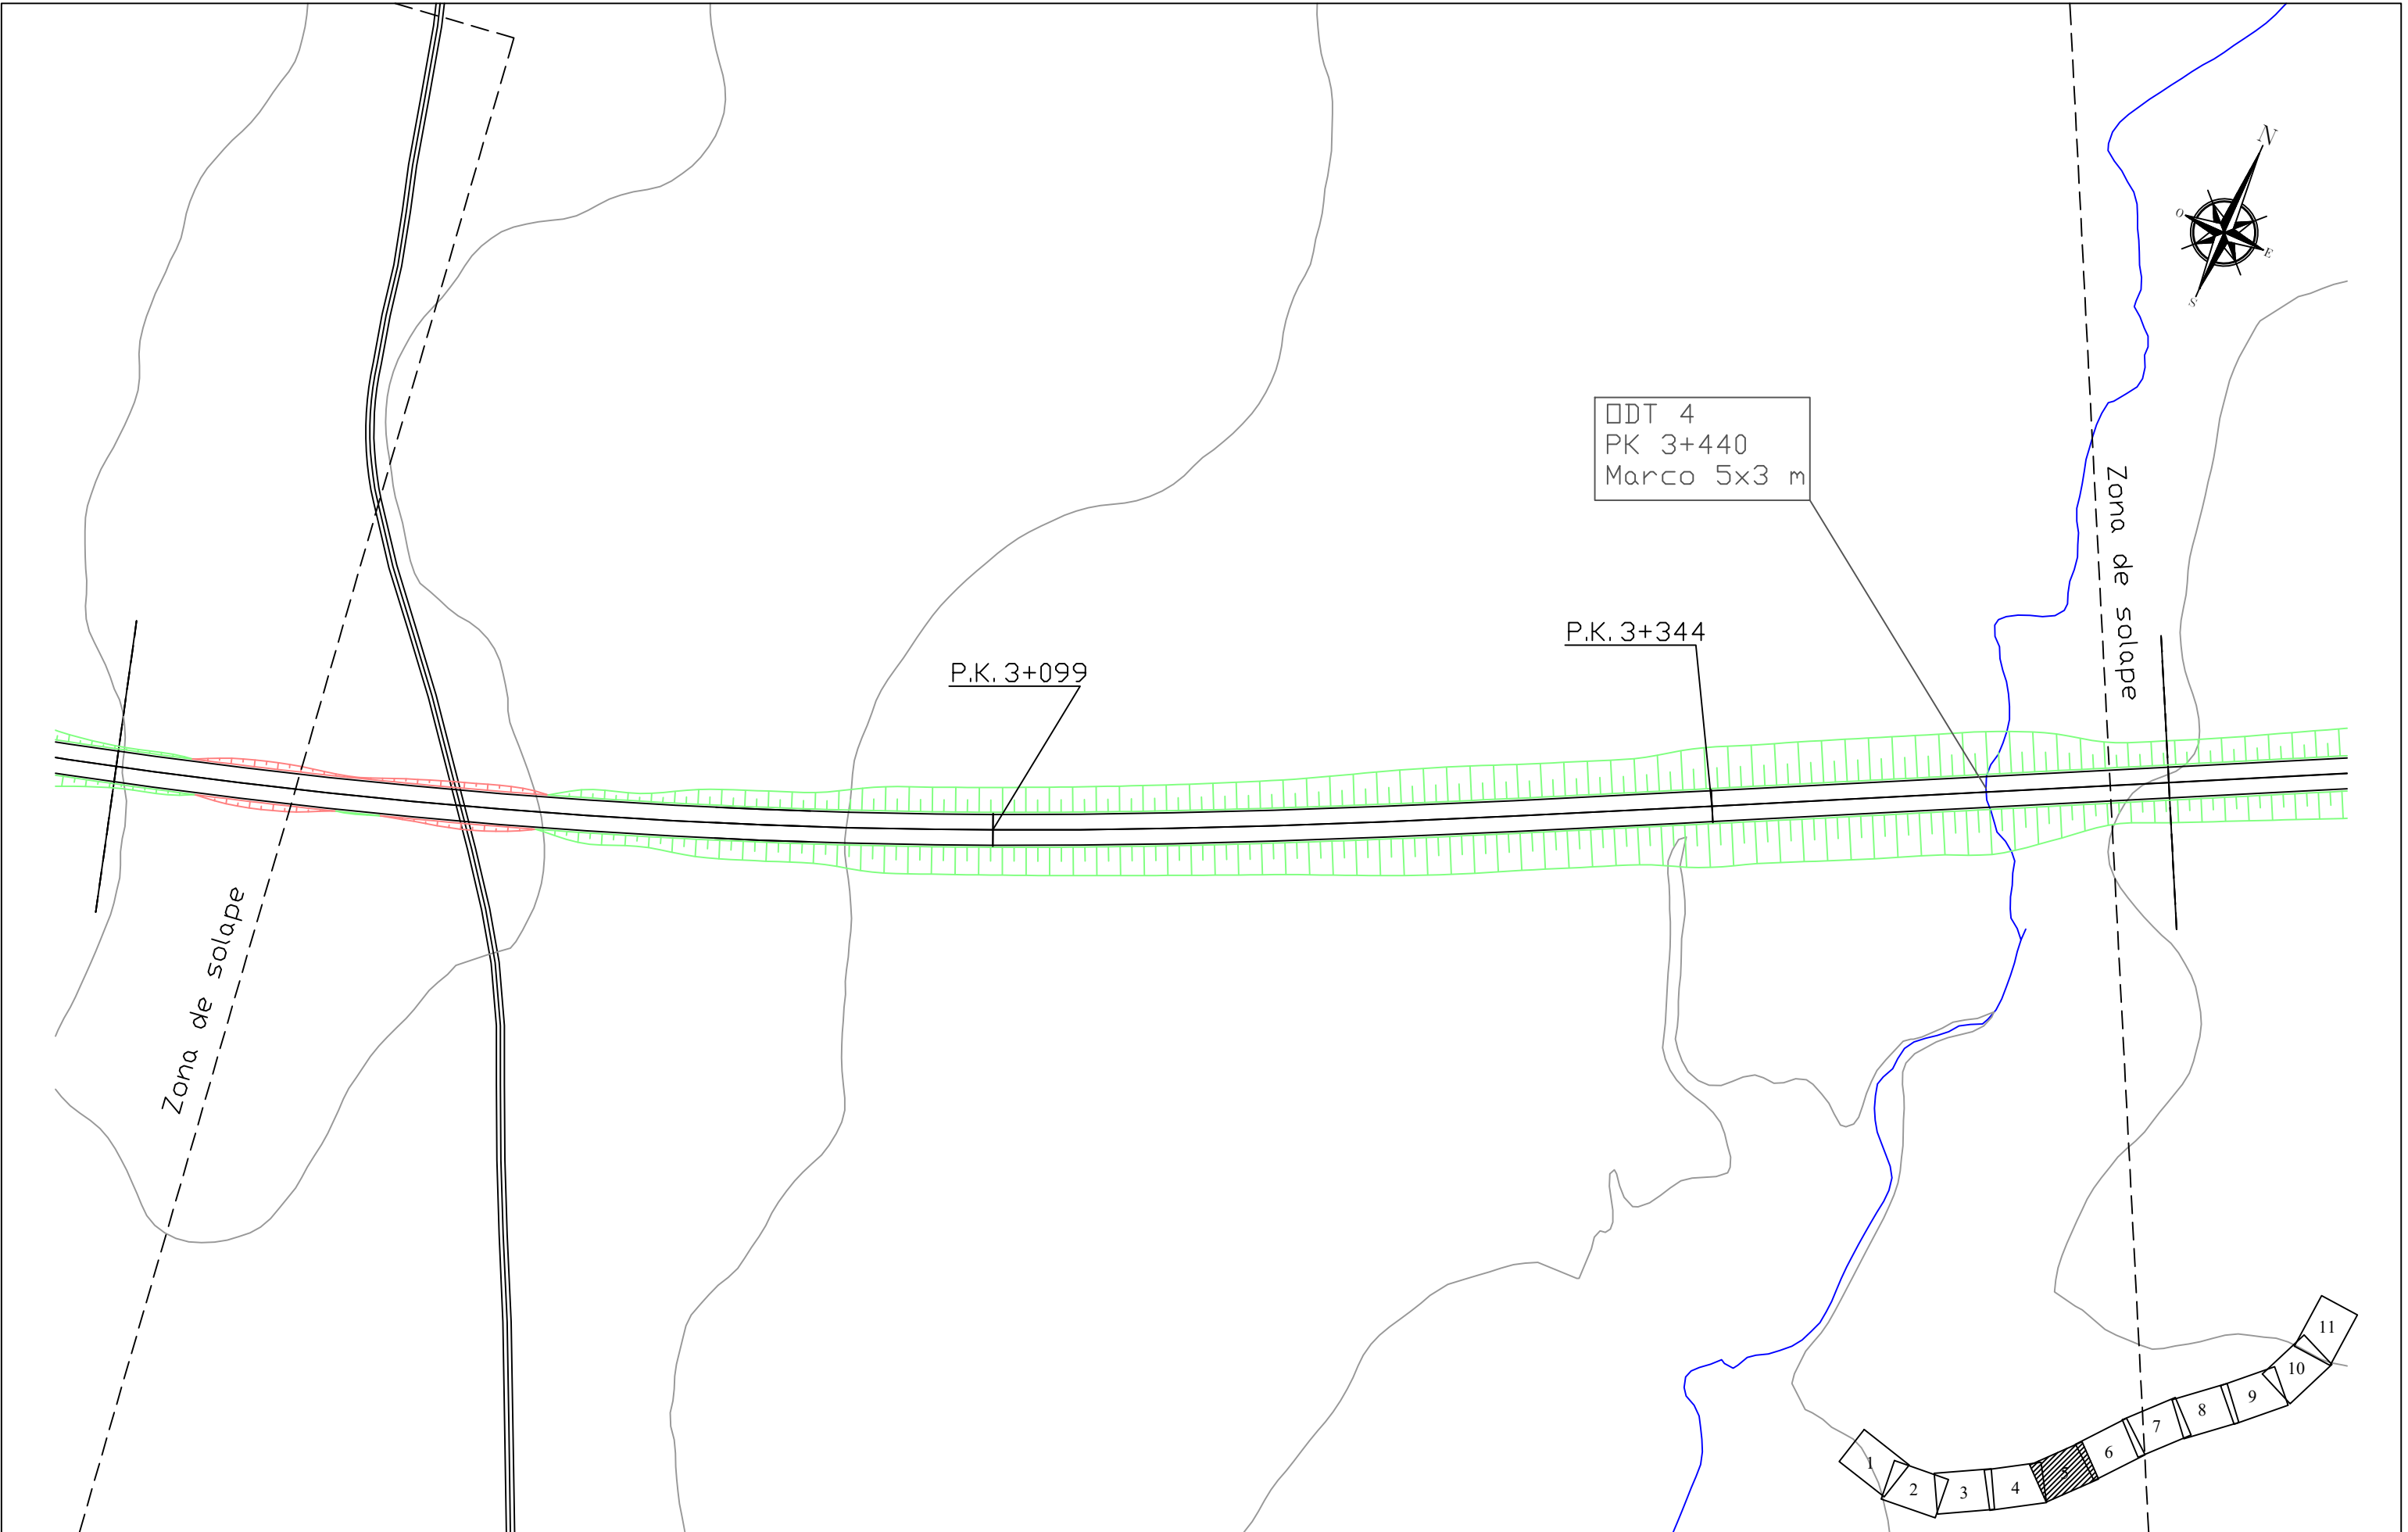 N
O
E
S
ODT 4
PK 3+440
Marco 5x3 m
Zona de solape
P.K. 3+344
P.K. 3+099
Zona de solape
11
10
9
8
7
6
5
4
3
2
1